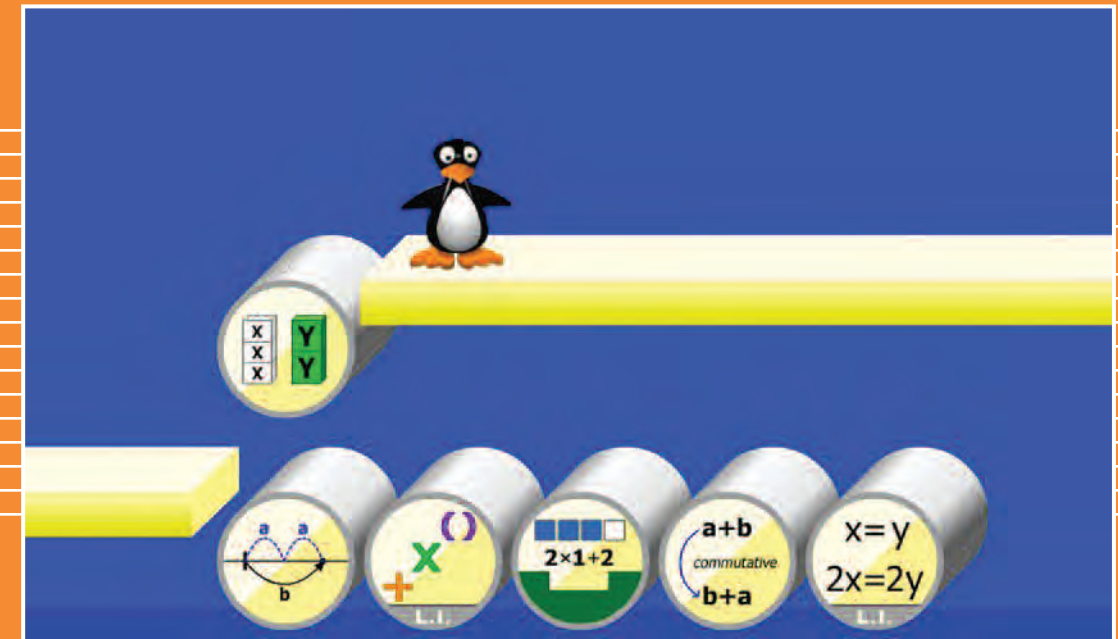 X Y
X Y
X
a a
b
+ x ( )
L.I.
2×1+2
a+b
commutative
b+a
x=y
2x=2y
L.I.